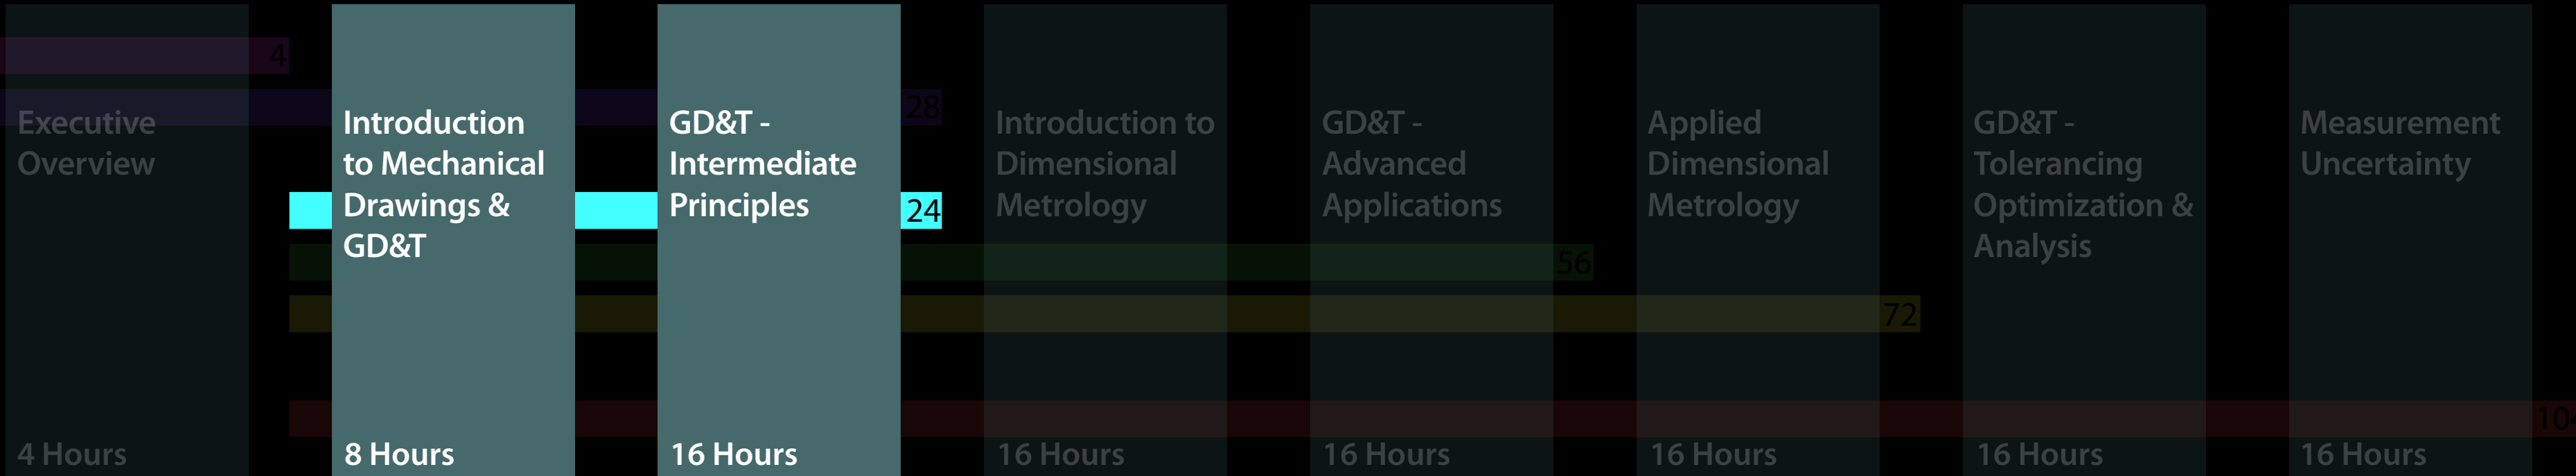 Executive
Overview
4 Hours
Introduction
to Mechanical
Drawings &
GD&T
8 Hours
GD&T -
Intermediate
Principles
16 Hours
Introduction to
Dimensional
Metrology
16 Hours
GD&T -
Advanced
Applications
16 Hours
Applied
Dimensional
Metrology
16 Hours
GD&T -
Tolerancing
Optimization &
Analysis
16 Hours
Measurement
Uncertainty
16 Hours
4
28
24
56
72
104